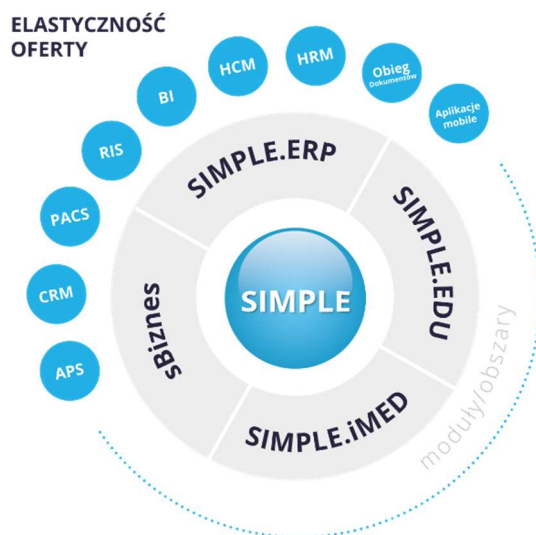 ELASTYCZNOŚĆ
OFERTY
HCM
HRM
Obieg
Dokumentów
Aplikacje
mobile
BI
RIS
PACS
CRM
APS
SIMPLE.ERP
SIMPLE.EDU
SIMPLE.iMED
sBiznes
SIMPLE
moduły/obszary